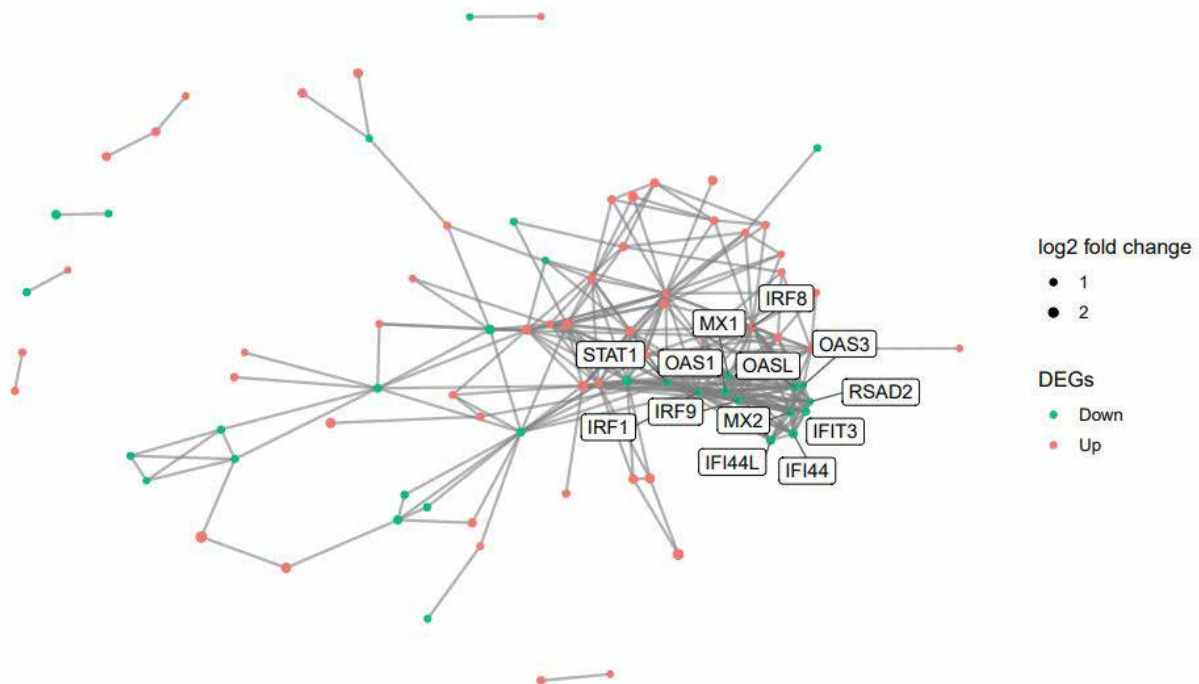 IRF8
MX1
OAS3
STAT1
OAS1
OASL
RSAD2
IRF9
MX2
IRF1
IFIT3
IFI44L
IFI44
log2 fold change
1
2
DEGs
Down
Up